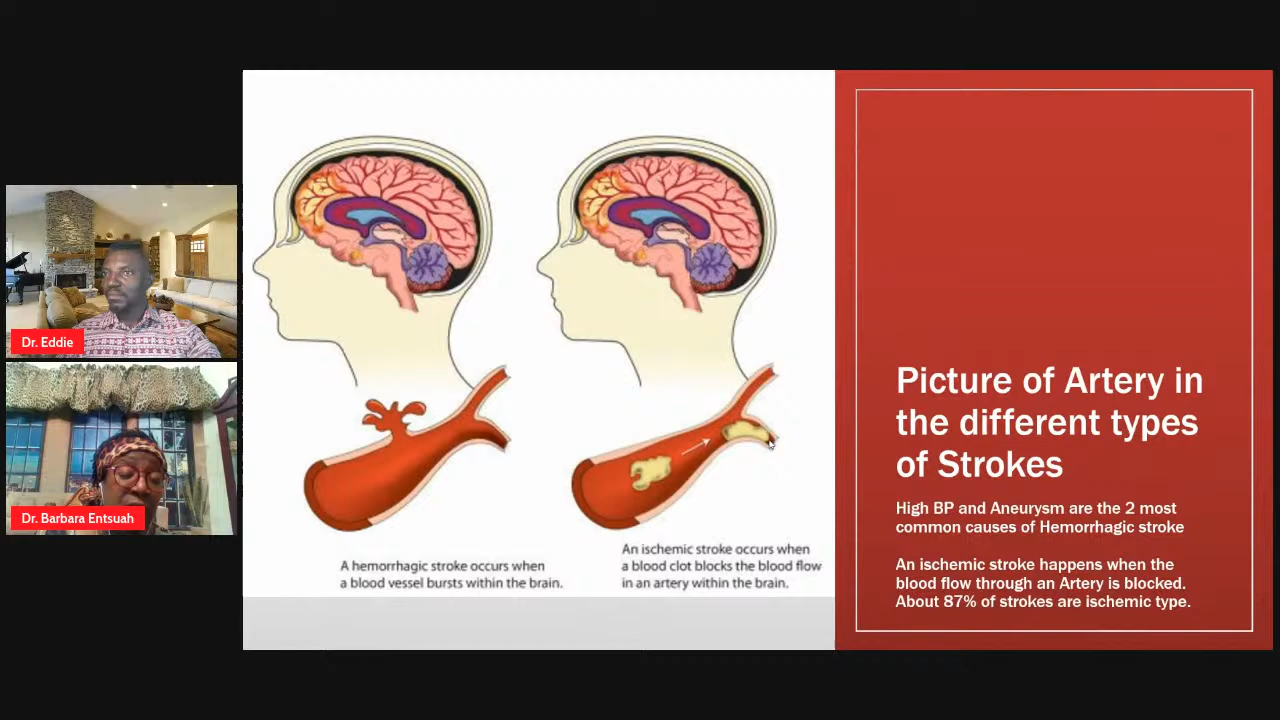 Dr. Eddie
Dr. Barbara Entsuah
A hemorrhagic stroke occurs when
a blood vessel bursts within the brain.
An ischemic stroke occurs when
a blood clot blocks the blood flow
in an artery within the brain.
Picture of Artery in
the different types
of Strokes
High BP and Aneurysm are the 2 most
common causes of Hemorrhagic stroke
An ischemic stroke happens when the
blood flow through an Artery is blocked.
About 87% of strokes are ischemic type.